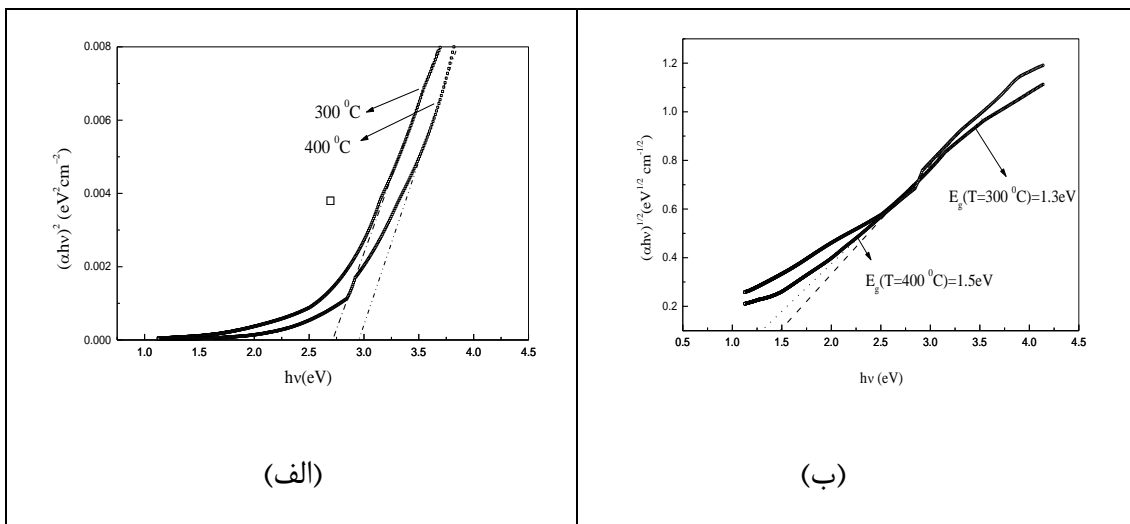 0.008
0.006
0.004
0.002
0.000
(αhν)² (eV²cm⁻²)
300 ⁰C
400 ⁰C
1.0 1.5 2.0 2.5 3.0 3.5 4.0 4.5
hν(eV)
(الف)
1.2
1.0
0.8
0.6
0.4
0.2
(αhν)^1/2(eV^1/2 cm^-1/2)
E_g(T=300 ⁰C)=1.3eV
E_g(T=400 ⁰C)=1.5eV
0.5 1.0 1.5 2.0 2.5 3.0 3.5 4.0 4.5
hν (eV)
(ب)